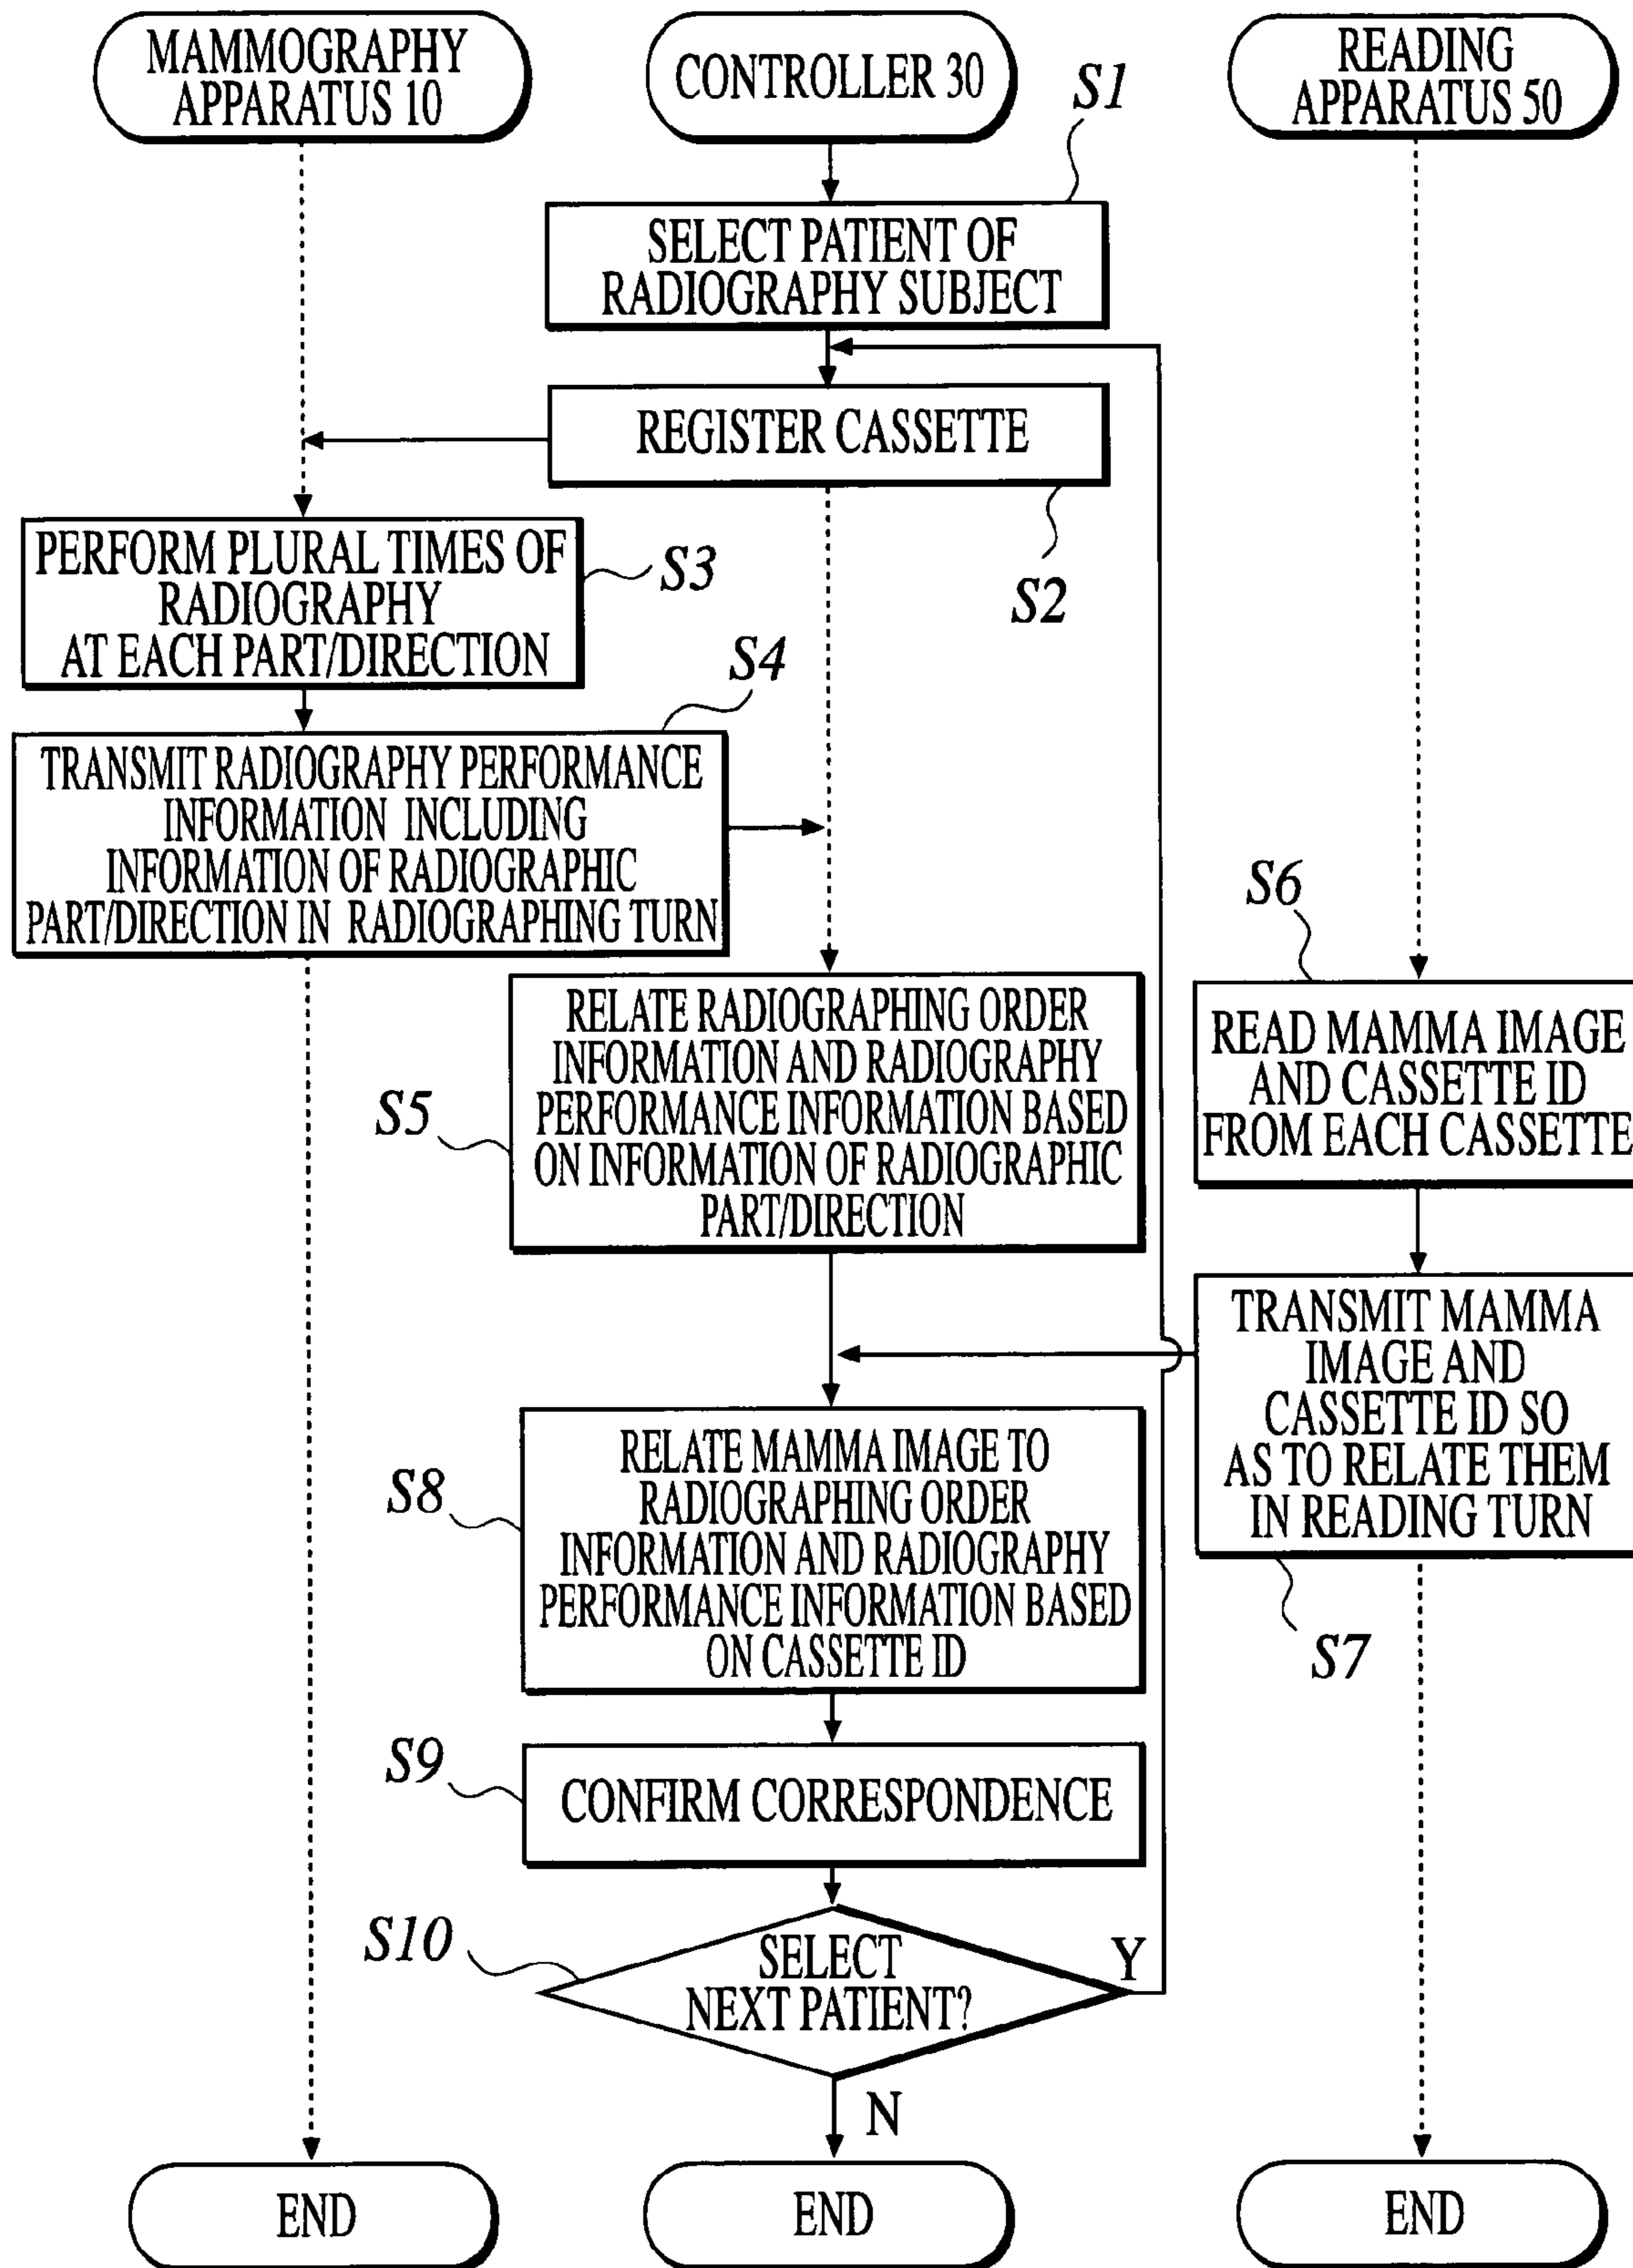 MAMMOGRAPHY
APPARATUS 10
CONTROLLER 30
READING
APPARATUS 50
S1
SELECT PATIENT OF
RADIOGRAPHY SUBJECT
REGISTER CASSETTE
S2
PERFORM PLURAL TIMES OF
RADIOGRAPHY
AT EACH PART/DIRECTION
S3
S4
TRANSMIT RADIOGRAPHY PERFORMANCE
INFORMATION INCLUDING
INFORMATION OF RADIOGRAPHIC
PART/DIRECTION IN RADIOGRAPHING TURN
S5
RELATE RADIOGRAPHING ORDER
INFORMATION AND RADIOGRAPHY
PERFORMANCE INFORMATION BASED
ON INFORMATION OF RADIOGRAPHIC
PART/DIRECTION
S6
READ MAMMA IMAGE
AND CASSETTE ID
FROM EACH CASSETTE
TRANSMIT MAMMA
IMAGE AND
CASSETTE ID SO
AS TO RELATE THEM
IN READING TURN
S7
S8
RELATE MAMMA IMAGE TO
RADIOGRAPHING ORDER
INFORMATION AND RADIOGRAPHY
PERFORMANCE INFORMATION BASED
ON CASSETTE ID
S9
CONFIRM CORRESPONDENCE
S10
SELECT
NEXT PATIENT?
Y
N
END
END
END